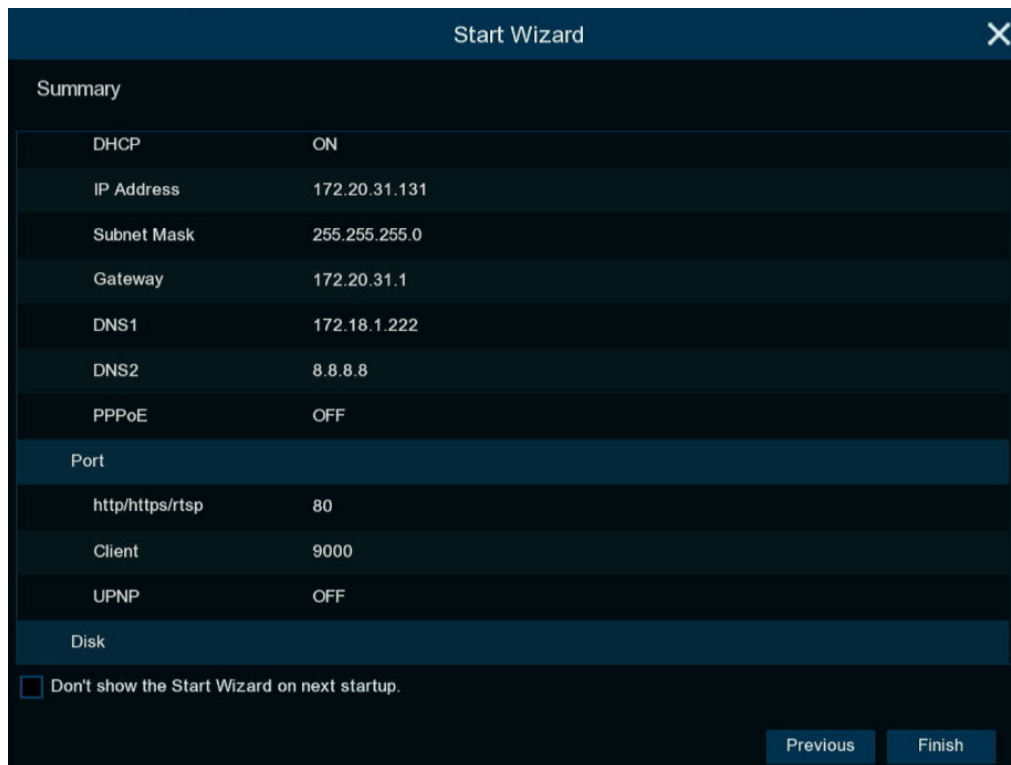 Start Wizard
Summary
DHCP ON
IP Address 172.20.31.131
Subnet Mask 255.255.255.0
Gateway 172.20.31.1
DNS1 172.18.1.222
DNS2 8.8.8.8
PPPoE OFF
Port
http/https/rtsp 80
Client 9000
UPNP OFF
Disk
Don't show the Start Wizard on next startup.
Previous Finish